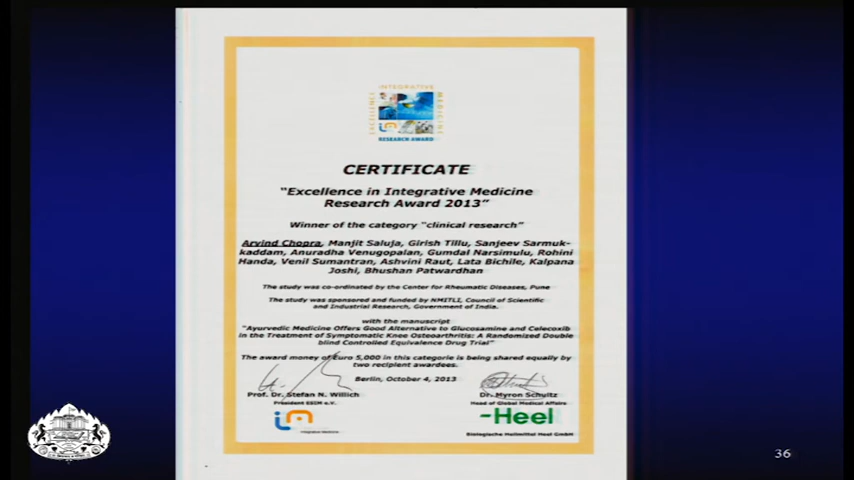 INTEGRATIVE
EXCELLENCE
MEDICINE
RESEARCH AWARD
CERTIFICATE
"Excellence in Integrative Medicine
Research Award 2013"
Winner of the category "clinical research"
Arvind Chopra, Manjit Saluja, Girish Tillu, Sanjeev Sarmuk-
kaddam, Anuradha Venugopalan, Gumdal Narsimulu, Rohini
Handa, Venil Sumantran, Ashvini Raut, Lata Bichile, Kalpana
Joshi, Bhushan Patwardhan
The study was co-ordinated by the Center for Rheumatic Diseases, Pune
The study was sponsored and funded by NMITLI, Council of Scientific
and Industrial Research, Government of India.
with the manuscript
"Ayurvedic Medicine Offers Good Alternative to Glucosamine and Celecoxib
in the Treatment of Symptomatic Knee Osteoarthritis: A Randomized Double
blind Controlled Equivalence Drug Trial"
The award money of Euro 5,000 in this categorie is being shared equally by
two recipient awardees.
Berlin, October 4, 2013
Prof. Dr. Stefan N. Willich
President ESIM e.V.
Dr. Myron Schultz
Head of Global Medical Affairs
-Heel
Biologische Heilmittel Heel GmbH
36